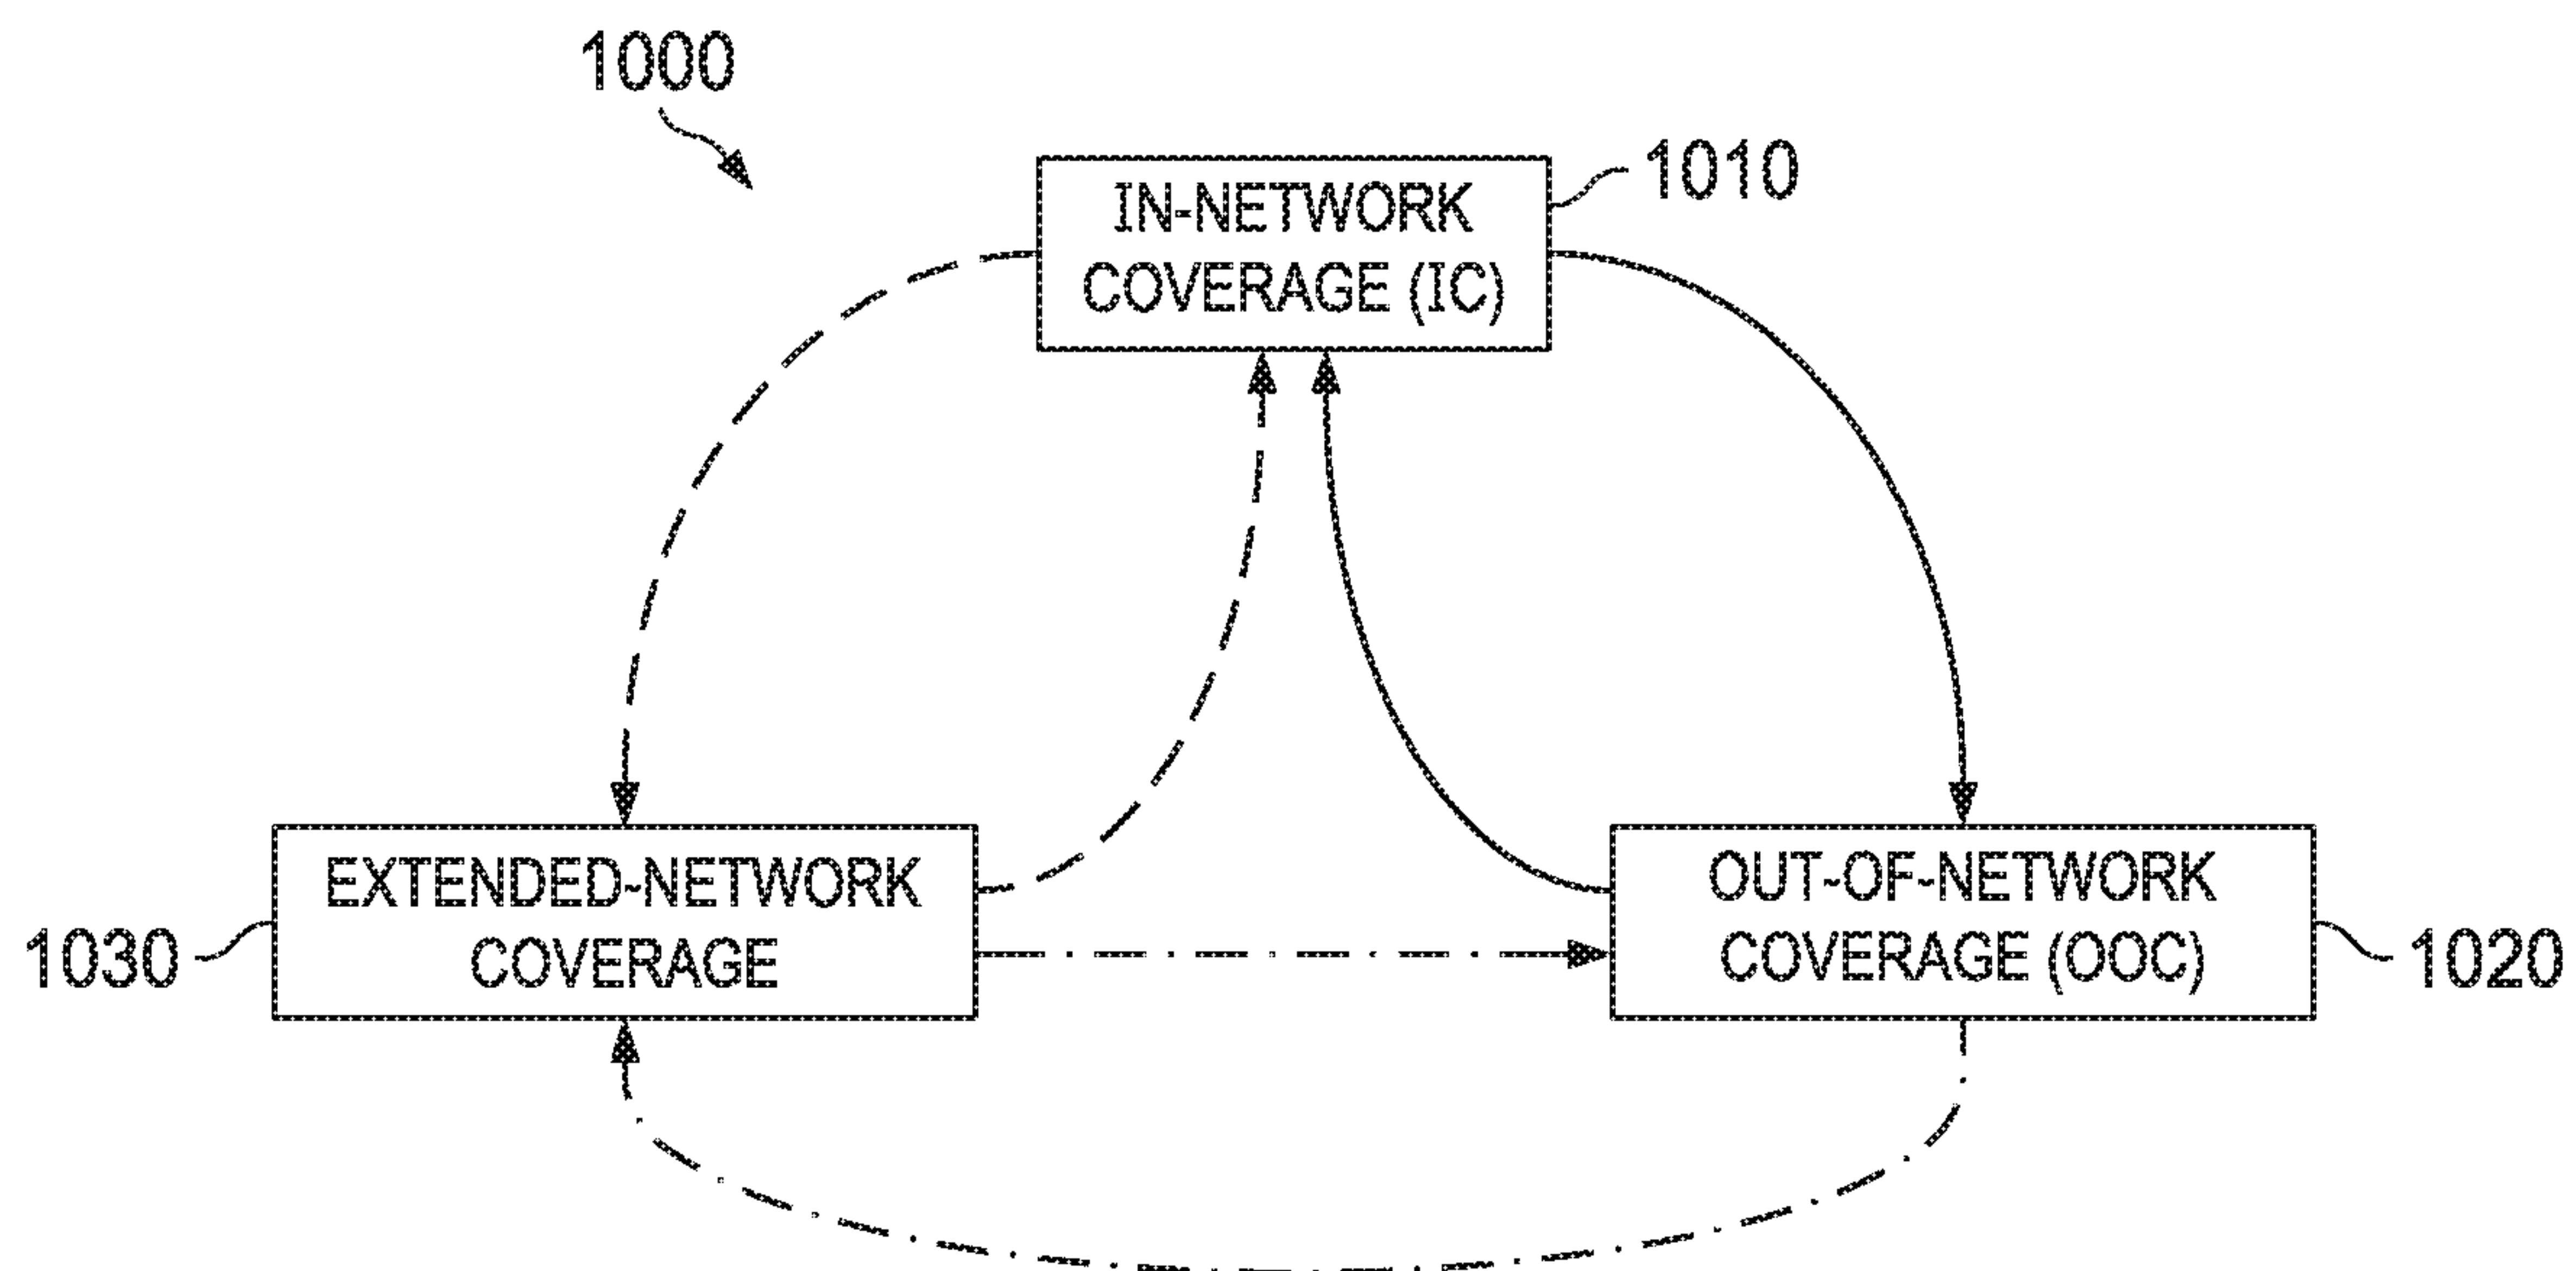 1000
IN-NETWORK
COVERAGE (IC)
1010
EXTENDED-NETWORK
COVERAGE
1030
OUT-OF-NETWORK
COVERAGE (OOC)
1020